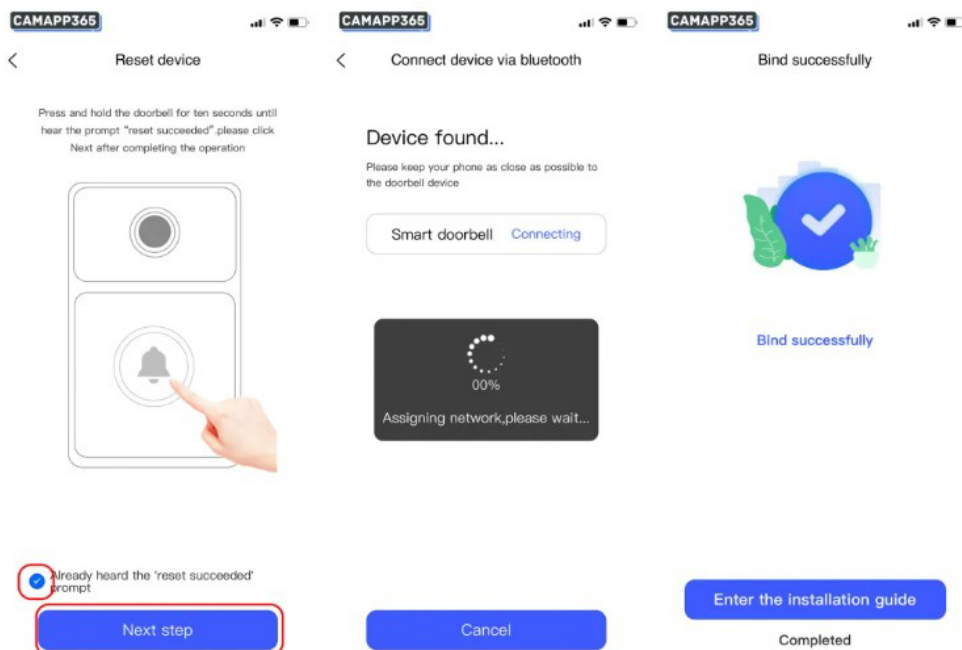 CAMAPP365
Reset device
Press and hold the doorbell for ten seconds until
hear the prompt “reset succeeded”.please click
Next after completing the operation
Already heard the 'reset succeeded'
prompt
Next step
CAMAPP365
Connect device via bluetooth
Device found...
Please keep your phone as close as possible to
the doorbell device
Smart doorbell Connecting
00%
Assigning network,please wait...
Cancel
CAMAPP365
Bind successfully
Bind successfully
Enter the installation guide
Completed